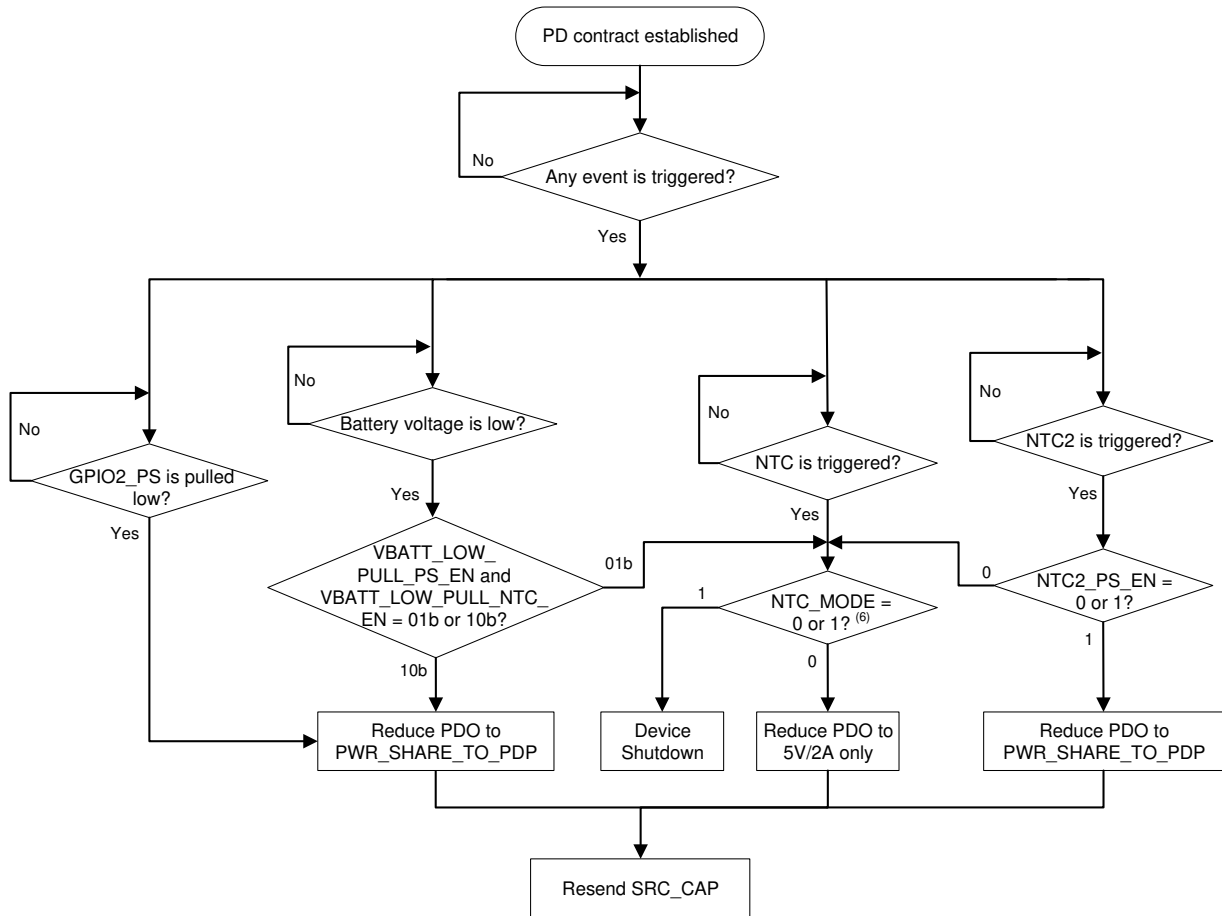 PD contract established
No
Any event is triggered?
Yes
No
Battery voltage is low?
No
NTC is triggered?
No
NTC2 is triggered?
No
GPIO2_PS is pulled
low?
Yes
Yes
Yes
Yes
VBATT_LOW_
PULL_PS_EN and
VBATT_LOW_PULL_NTC_
EN = 01b or 10b?
01b
10b
NTC_MODE =
0 or 1? (6)
1
0
NTC2_PS_EN =
0 or 1?
0
1
Reduce PDO to
PWR_SHARE_TO_PDP
Device
Shutdown
Reduce PDO to
5V/2A only
Reduce PDO to
PWR_SHARE_TO_PDP
Resend SRC_CAP